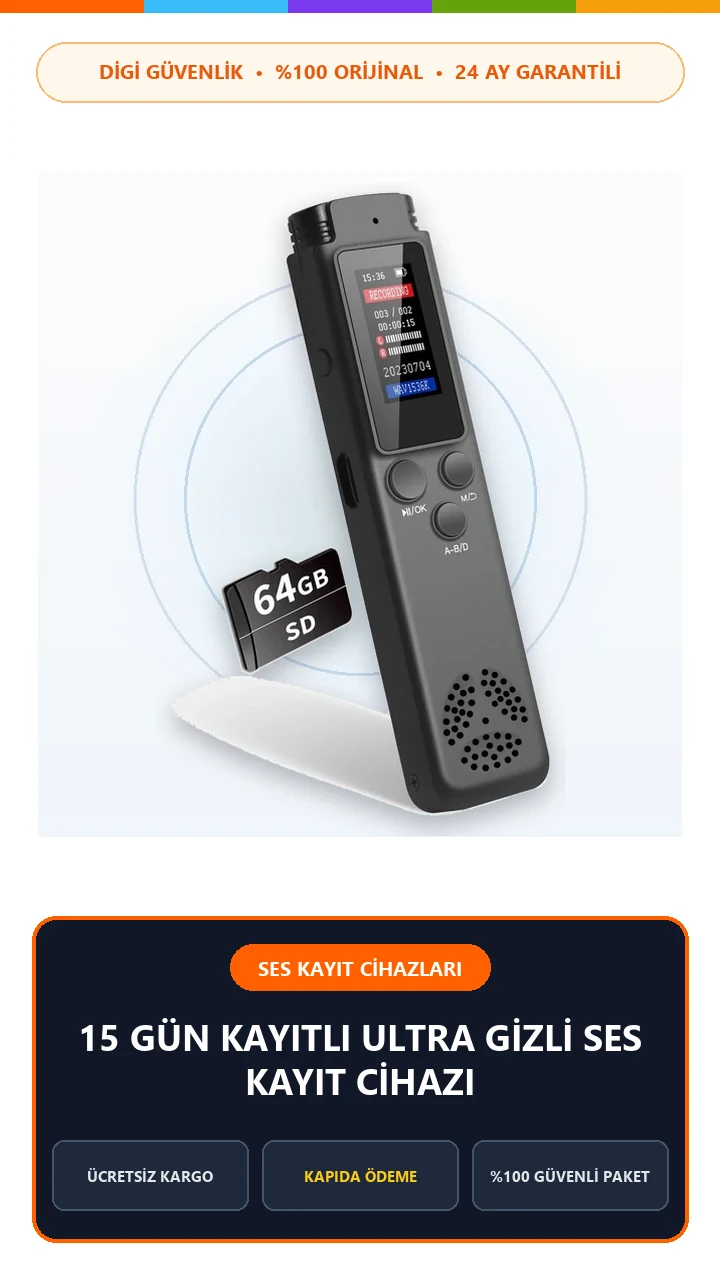 DİGİ GÜVENLİK • %100 ORİJİNAL • 24 AY GARANTİLİ
15:36
RECORDING
003 / 002
00:00:15
L
R
20230704
WAV1536K
▶II/OK
M/⊃
A-B/D
64GB
SD
SES KAYIT CİHAZLARI
15 GÜN KAYITLI ULTRA GİZLİ SES
KAYIT CİHAZI
ÜCRETSİZ KARGO
KAPIDA ÖDEME
%100 GÜVENLİ PAKET